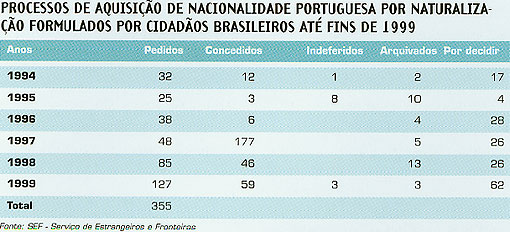 PROCESSOS DE AQUISIÇÃO DE NACIONALIDADE PORTUGUESA POR NATURALIZA-
ÇÃO FORMULADOS POR CIDADÃOS BRASILEIROS ATÉ FINS DE 1999
Anos Pedidos Concedidos Indeferidos Arquivados Por decidir
1994 32 12 1 2 17
1995 25 3 8 10 4
1996 38 6 4 28
1997 48 177 5 26
1998 85 46 13 26
1999 127 59 3 3 62
Total 355
Fonte: SEF - Serviço de Estrangeiros e Fronteiras